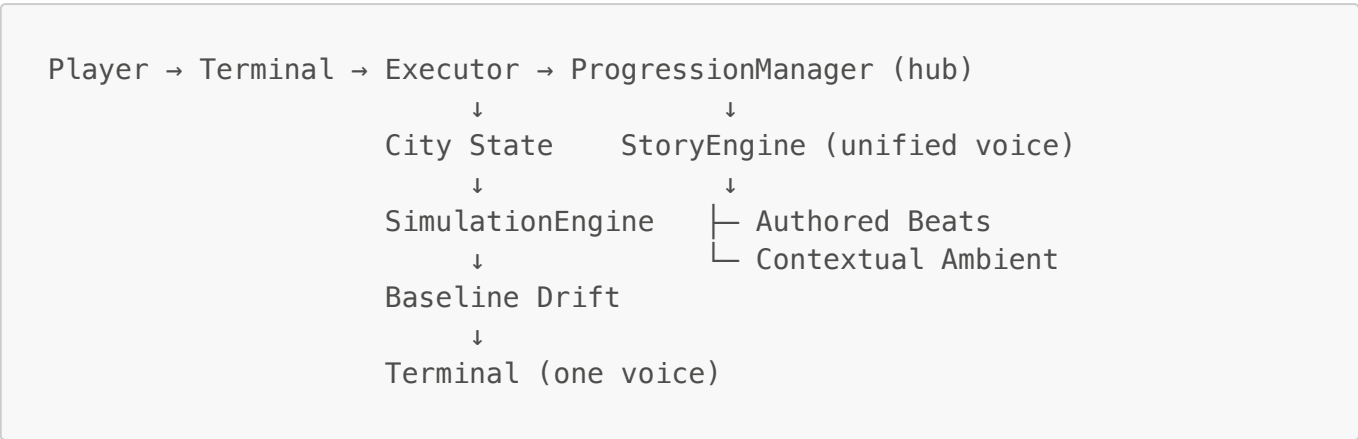 Player → Terminal → Executor → ProgressionManager (hub)
↓ ↓
City State StoryEngine (unified voice)
↓ ↓
SimulationEngine ├─ Authored Beats
↓ └─ Contextual Ambient
Baseline Drift
↓
Terminal (one voice)